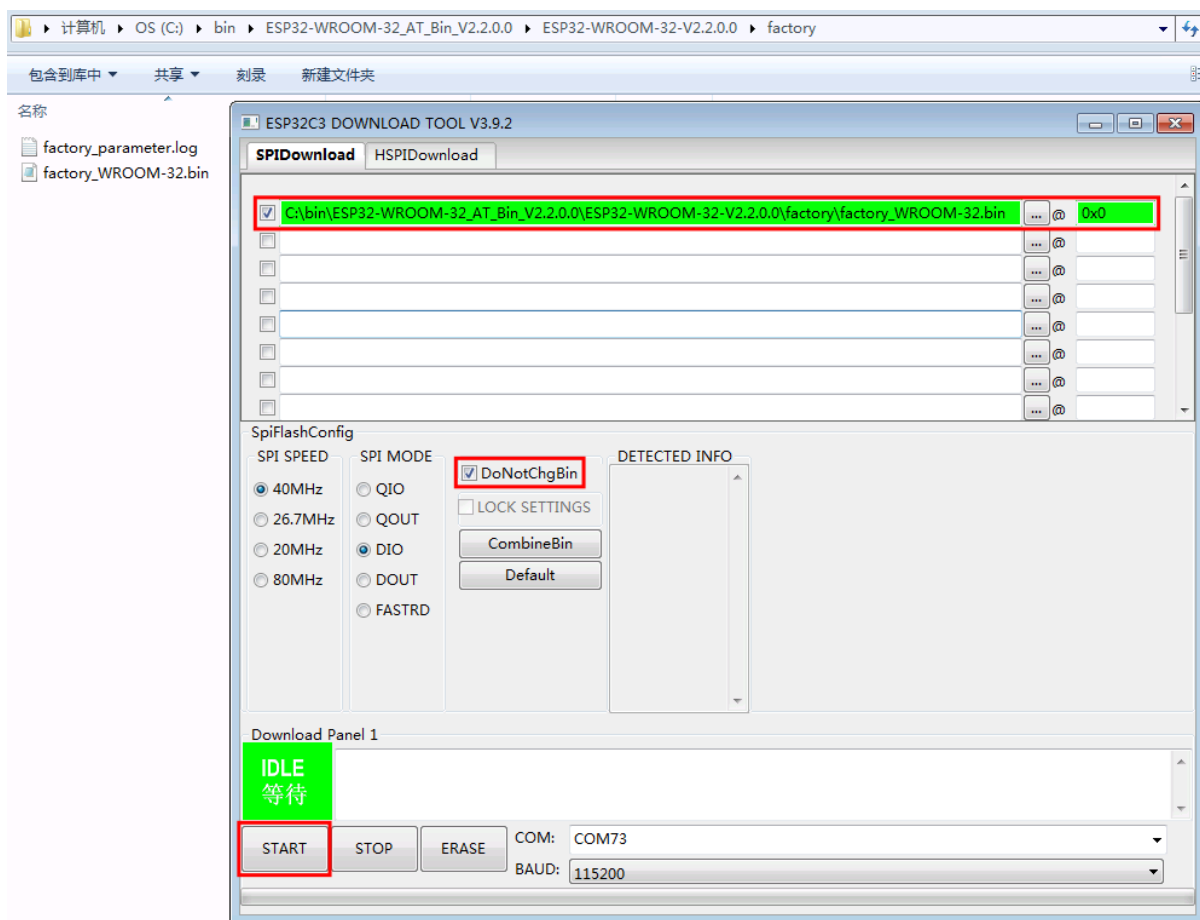 计算机 ▸ OS (C:) ▸ bin ▸ ESP32-WROOM-32_AT_Bin_V2.2.0.0 ▸ ESP32-WROOM-32-V2.2.0.0 ▸ factory
包含到库中 共享 刻录 新建文件夹
名称
factory_parameter.log
factory_WROOM-32.bin
ESP32C3 DOWNLOAD TOOL V3.9.2
SPIDownload HSPIDownload
C:\bin\ESP32-WROOM-32_AT_Bin_V2.2.0.0\ESP32-WROOM-32-V2.2.0.0\factory\factory_WROOM-32.bin ... @ 0x0
... @
... @
... @
... @
... @
... @
... @
SpiFlashConfig
SPI SPEED SPI MODE DETECTED INFO
DoNotChgBin
40MHz QIO
LOCK SETTINGS
26.7MHz QOUT
CombineBin
20MHz DIO
Default
80MHz DOUT
FASTRD
Download Panel 1
IDLE
等待
START STOP ERASE
COM: COM73
BAUD: 115200